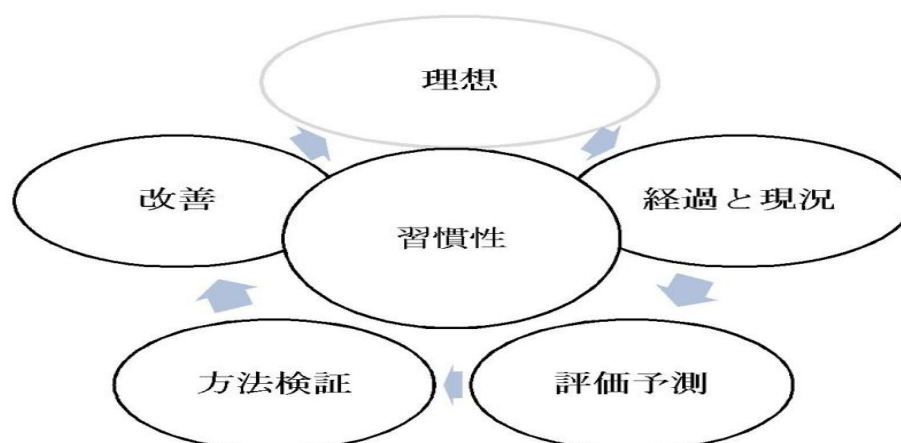 理想
改善
経過と現況
習慣性
方法検証
評価予測